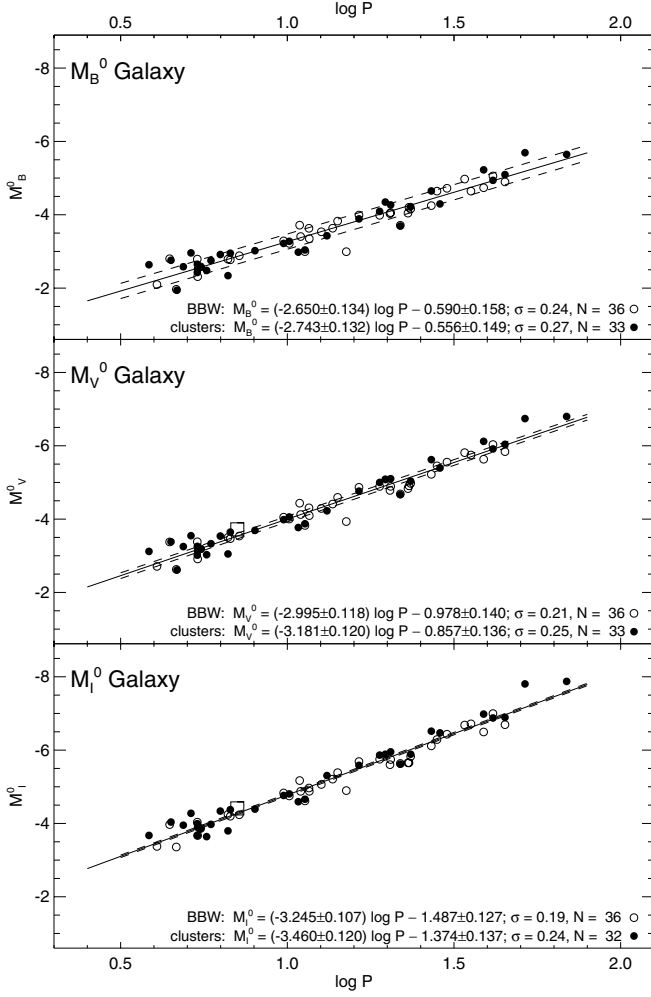 log P
0.5 1.0 1.5 2.0
M_B^0 Galaxy
-8
-6
-4
-2
M^0_B
BBW: M_B^0 = (-2.650±0.134) log P − 0.590±0.158; σ = 0.24, N = 36 ○
clusters: M_B^0 = (-2.743±0.132) log P − 0.556±0.149; σ = 0.27, N = 33 ●
M_V^0 Galaxy
-8
-6
-4
-2
M^0_V
BBW: M_V^0 = (-2.995±0.118) log P − 0.978±0.140; σ = 0.21, N = 36 ○
clusters: M_V^0 = (-3.181±0.120) log P − 0.857±0.136; σ = 0.25, N = 33 ●
M_I^0 Galaxy
-8
-6
-4
-2
M^0_I
BBW: M_I^0 = (-3.245±0.107) log P − 1.487±0.127; σ = 0.19, N = 36 ○
clusters: M_I^0 = (-3.460±0.120) log P − 1.374±0.137; σ = 0.24, N = 32 ●
0.5 1.0 1.5 2.0
log P